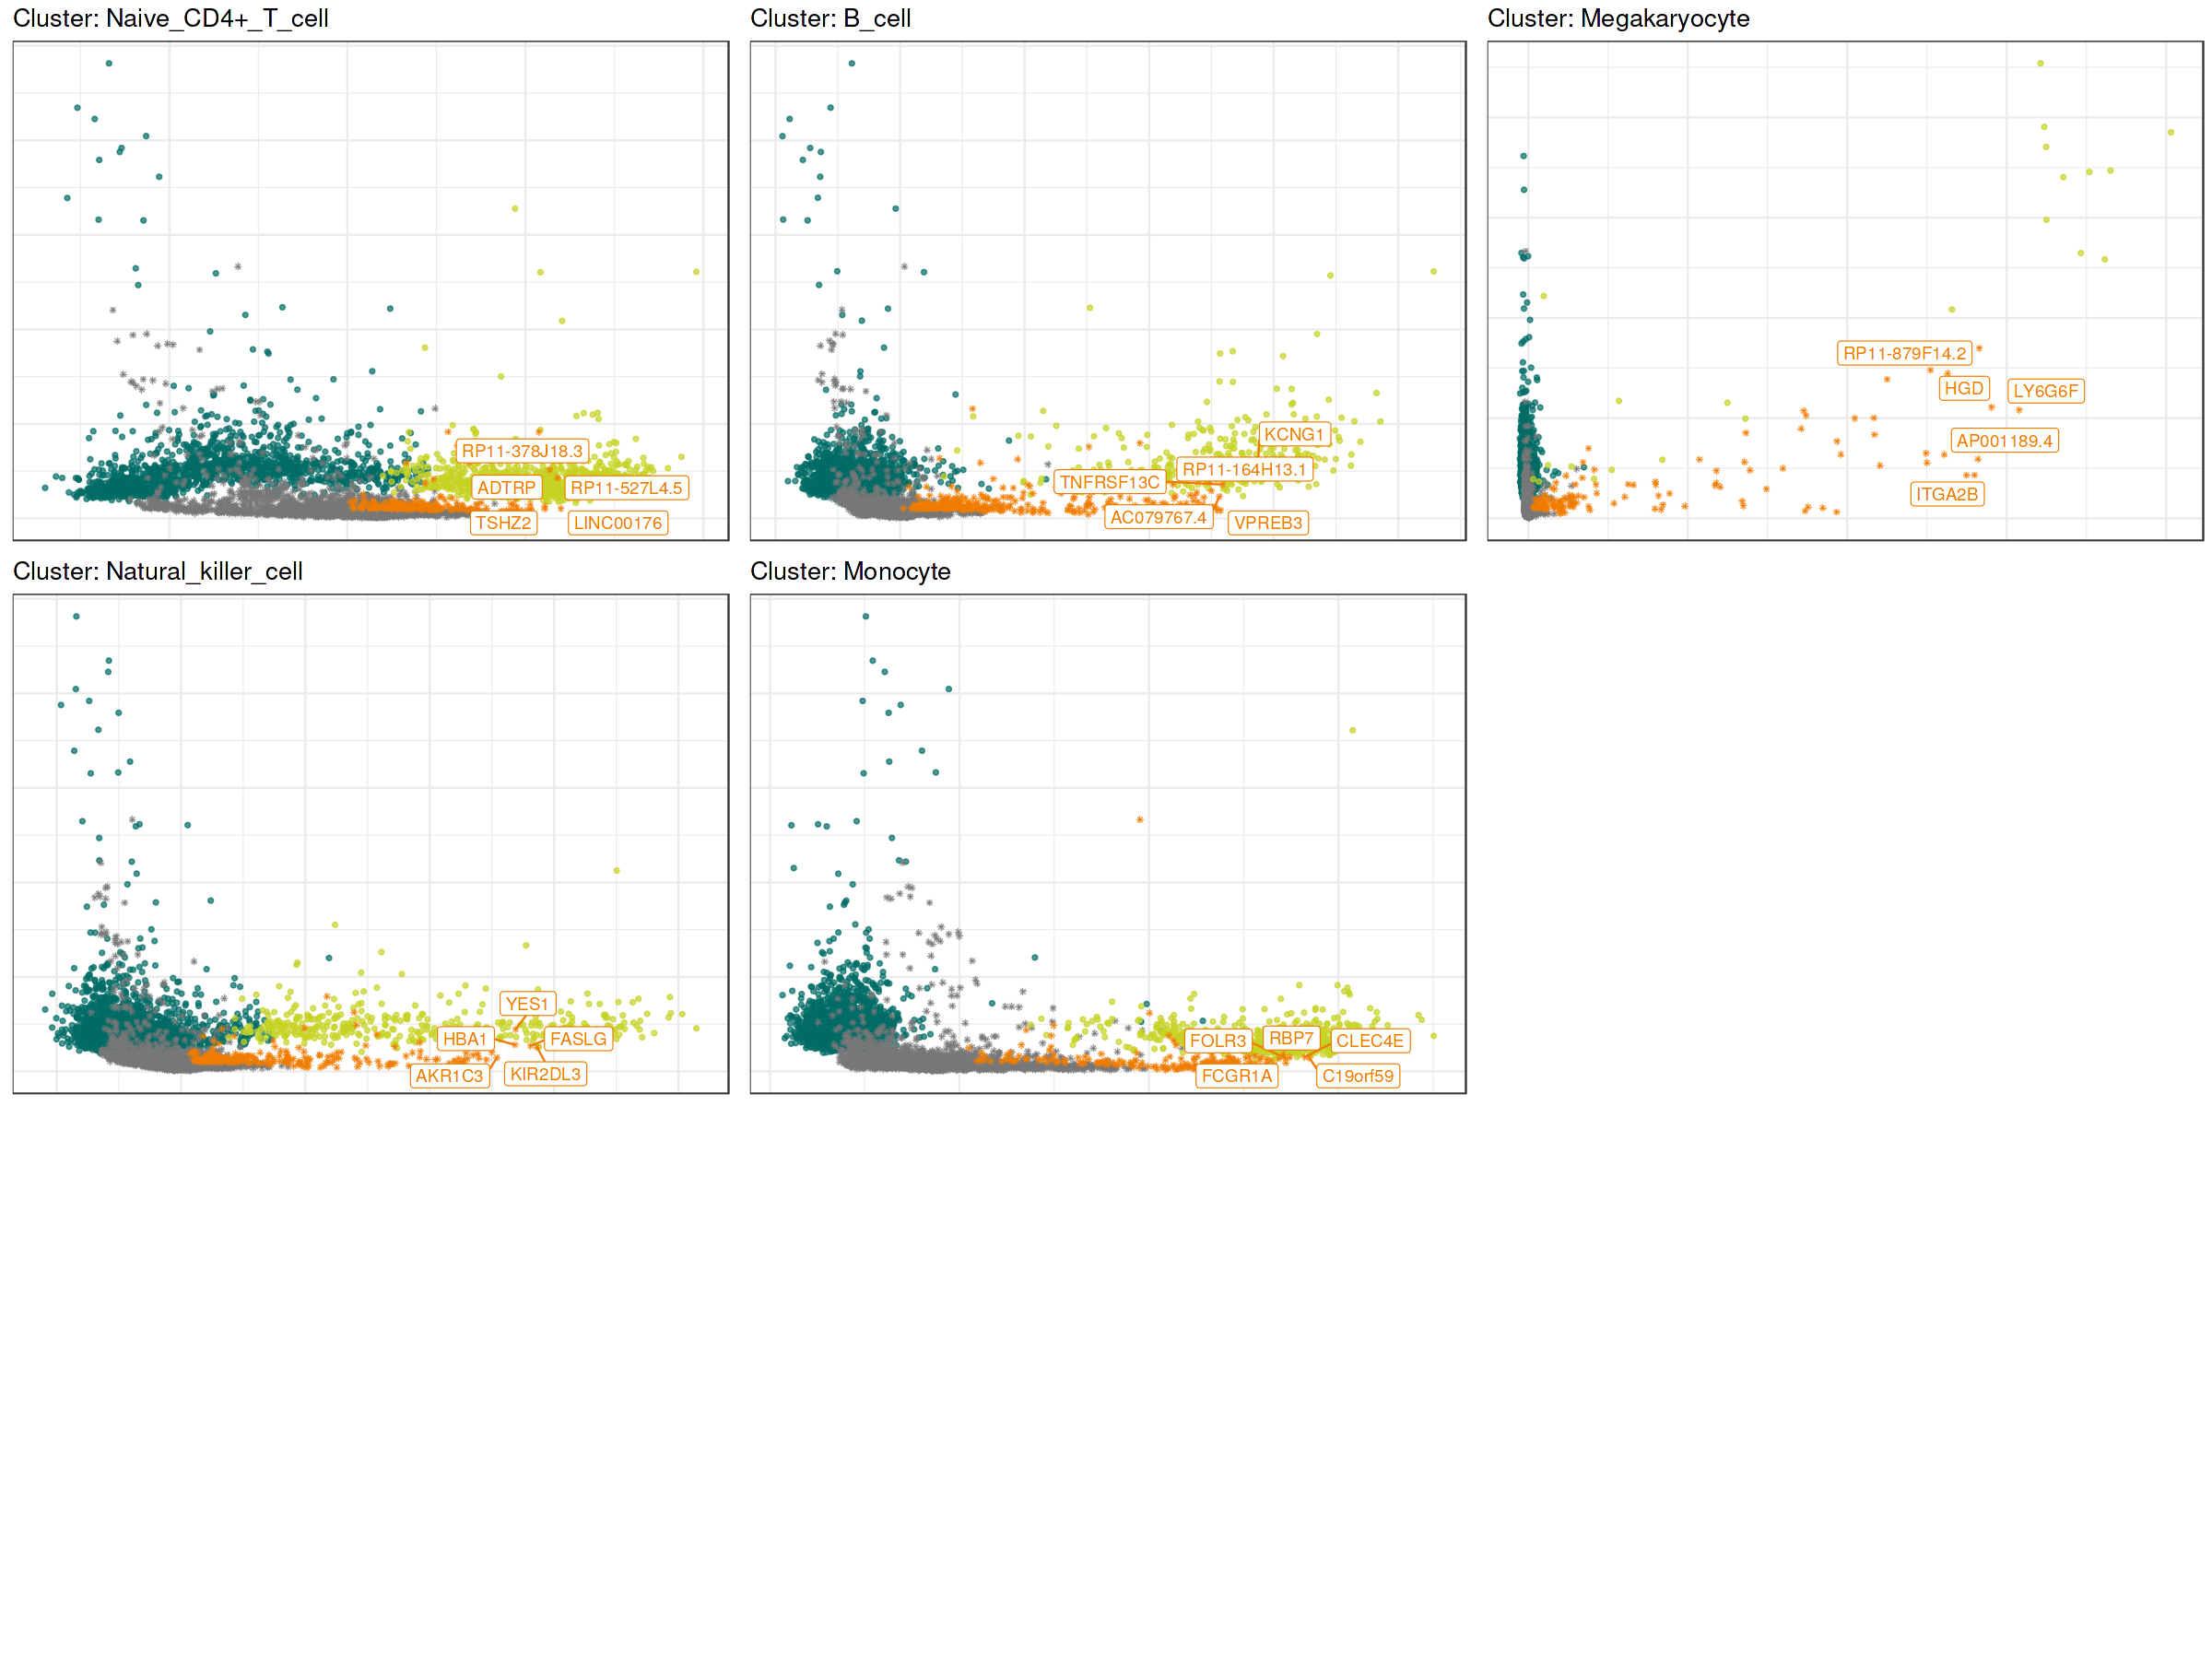 Cluster: Naive_CD4+_T_cell
RP11-378J18.3
ADTRP
RP11-527L4.5
TSHZ2
LINC00176
Cluster: B_cell
KCNG1
RP11-164H13.1
TNFRSF13C
AC079767.4
VPREB3
Cluster: Megakaryocyte
RP11-879F14.2
HGD
LY6G6F
AP001189.4
ITGA2B
Cluster: Natural_killer_cell
YES1
HBA1
FASLG
AKR1C3
KIR2DL3
Cluster: Monocyte
FOLR3
RBP7
CLEC4E
FCGR1A
C19orf59